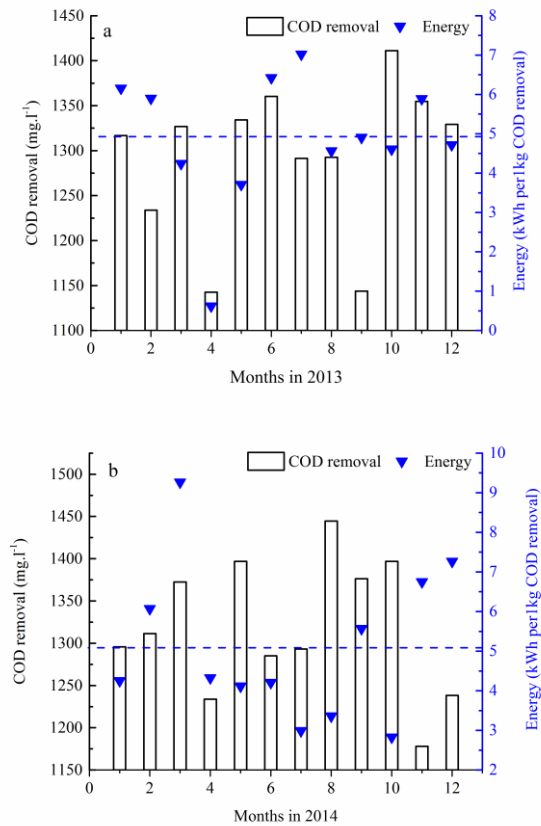 a
COD removal
Energy
COD removal (mg.l-1)
1450
1400
1350
1300
1250
1200
1150
1100
8
7
6
5
4
3
2
1
0
Energy (kWh per1kg COD removal)
0 2 4 6 8 10 12
Months in 2013
b
COD removal
Energy
COD removal (mg.l-1)
1500
1450
1400
1350
1300
1250
1200
1150
10
9
8
7
6
5
4
3
2
Energy (kWh per1kg COD removal)
0 2 4 6 8 10 12
Months in 2014